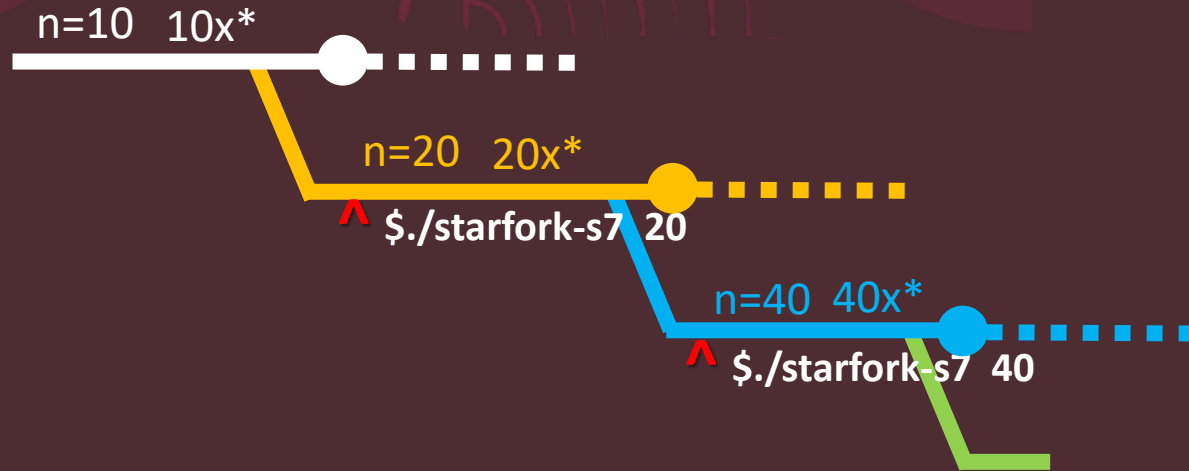 n=10 10x*
n=20 20x*
^ $./starfork-s7 20
n=40 40x*
^ $./starfork-s7 40